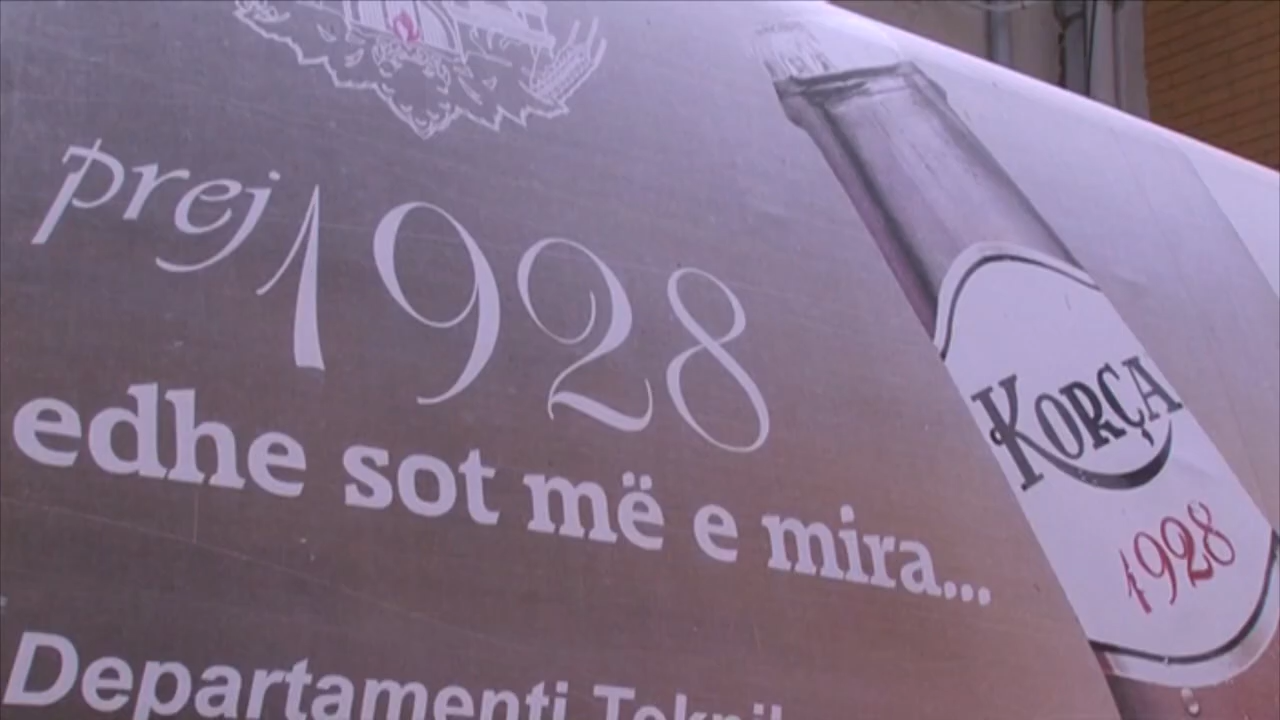 prej 1928
edhe sot më e mira...
Departamenti
KORÇA
1928